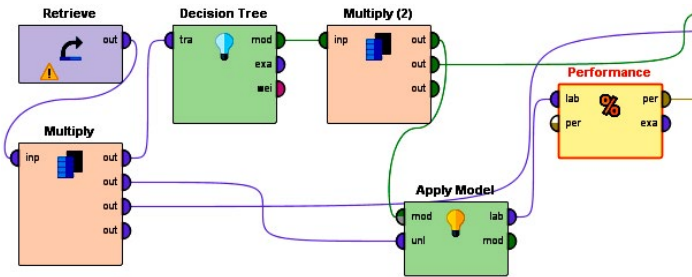 Retrieve
out
Decision Tree
tra
mod
exa
wei
Multiply (2)
inp
out
out
out
Performance
%
lab
per
per
exa
Multiply
inp
out
out
out
out
Apply Model
mod
lab
unl
mod